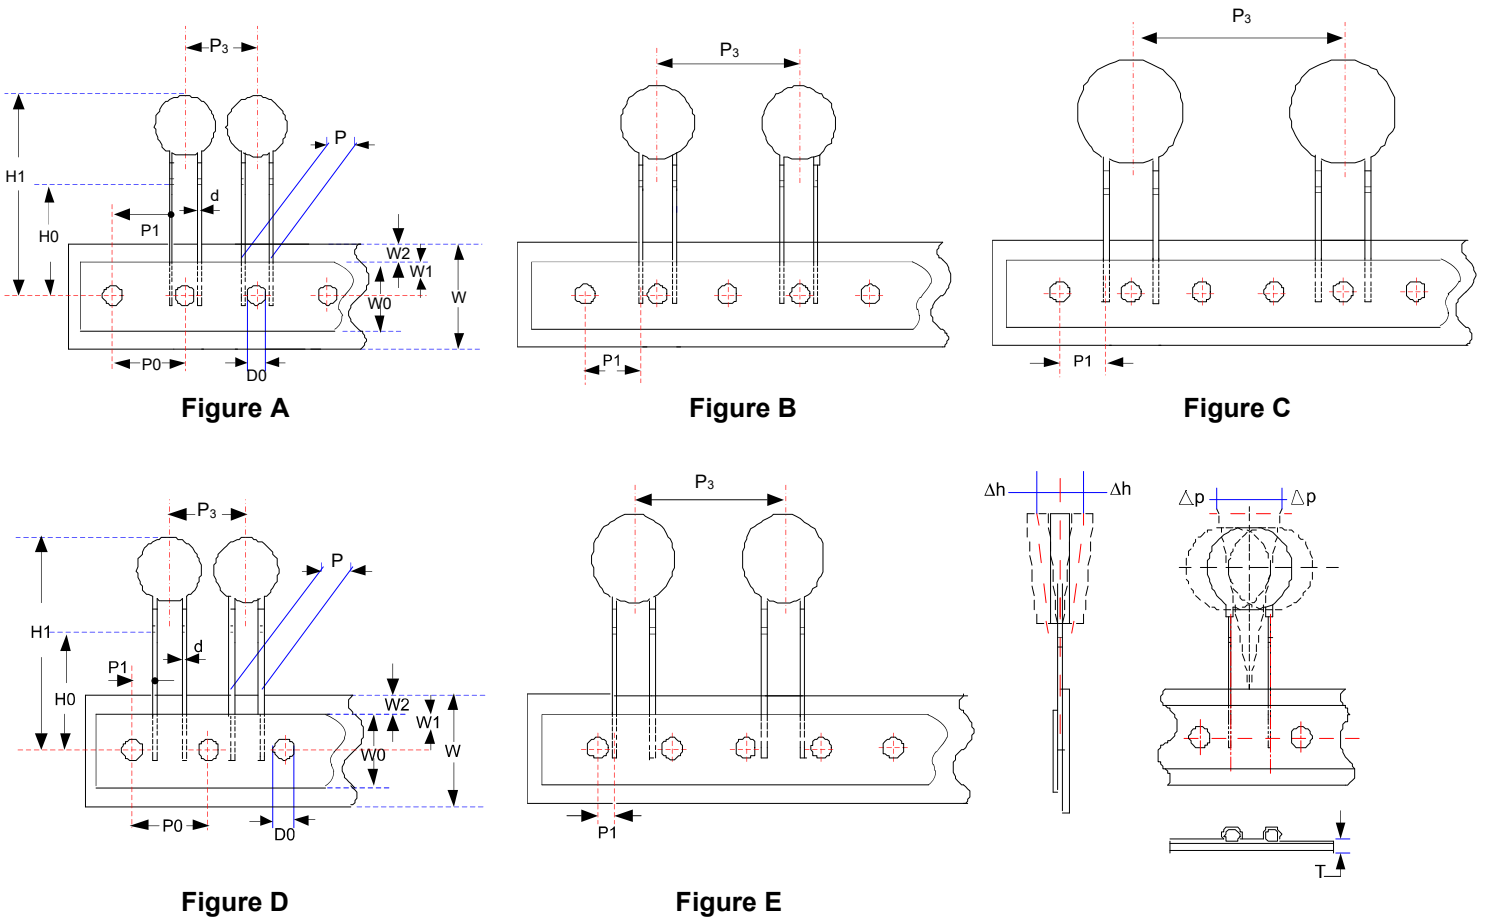 P3
H1
H0
P1
d
P
W2
W1
W0
W
P0
D0
Figure A
P3
P1
Figure B
P3
P1
Figure C
P3
H1
H0
P1
d
P
W2
W1
W0
W
P0
D0
Figure D
P3
P1
Figure E
Δh Δh
Δp Δp
T